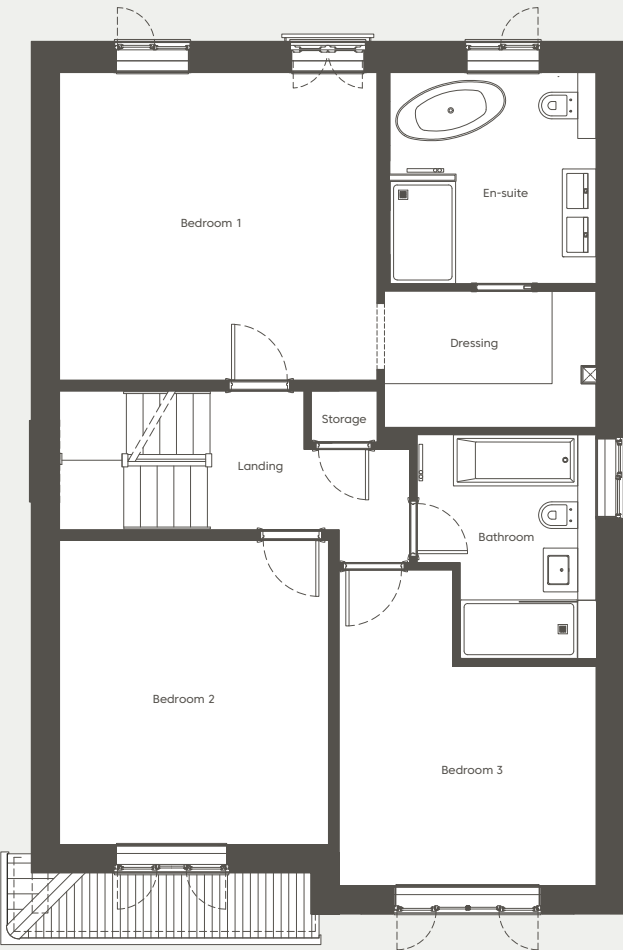 Bedroom 1
En-suite
Dressing
Storage
Landing
Bathroom
Bedroom 2
Bedroom 3